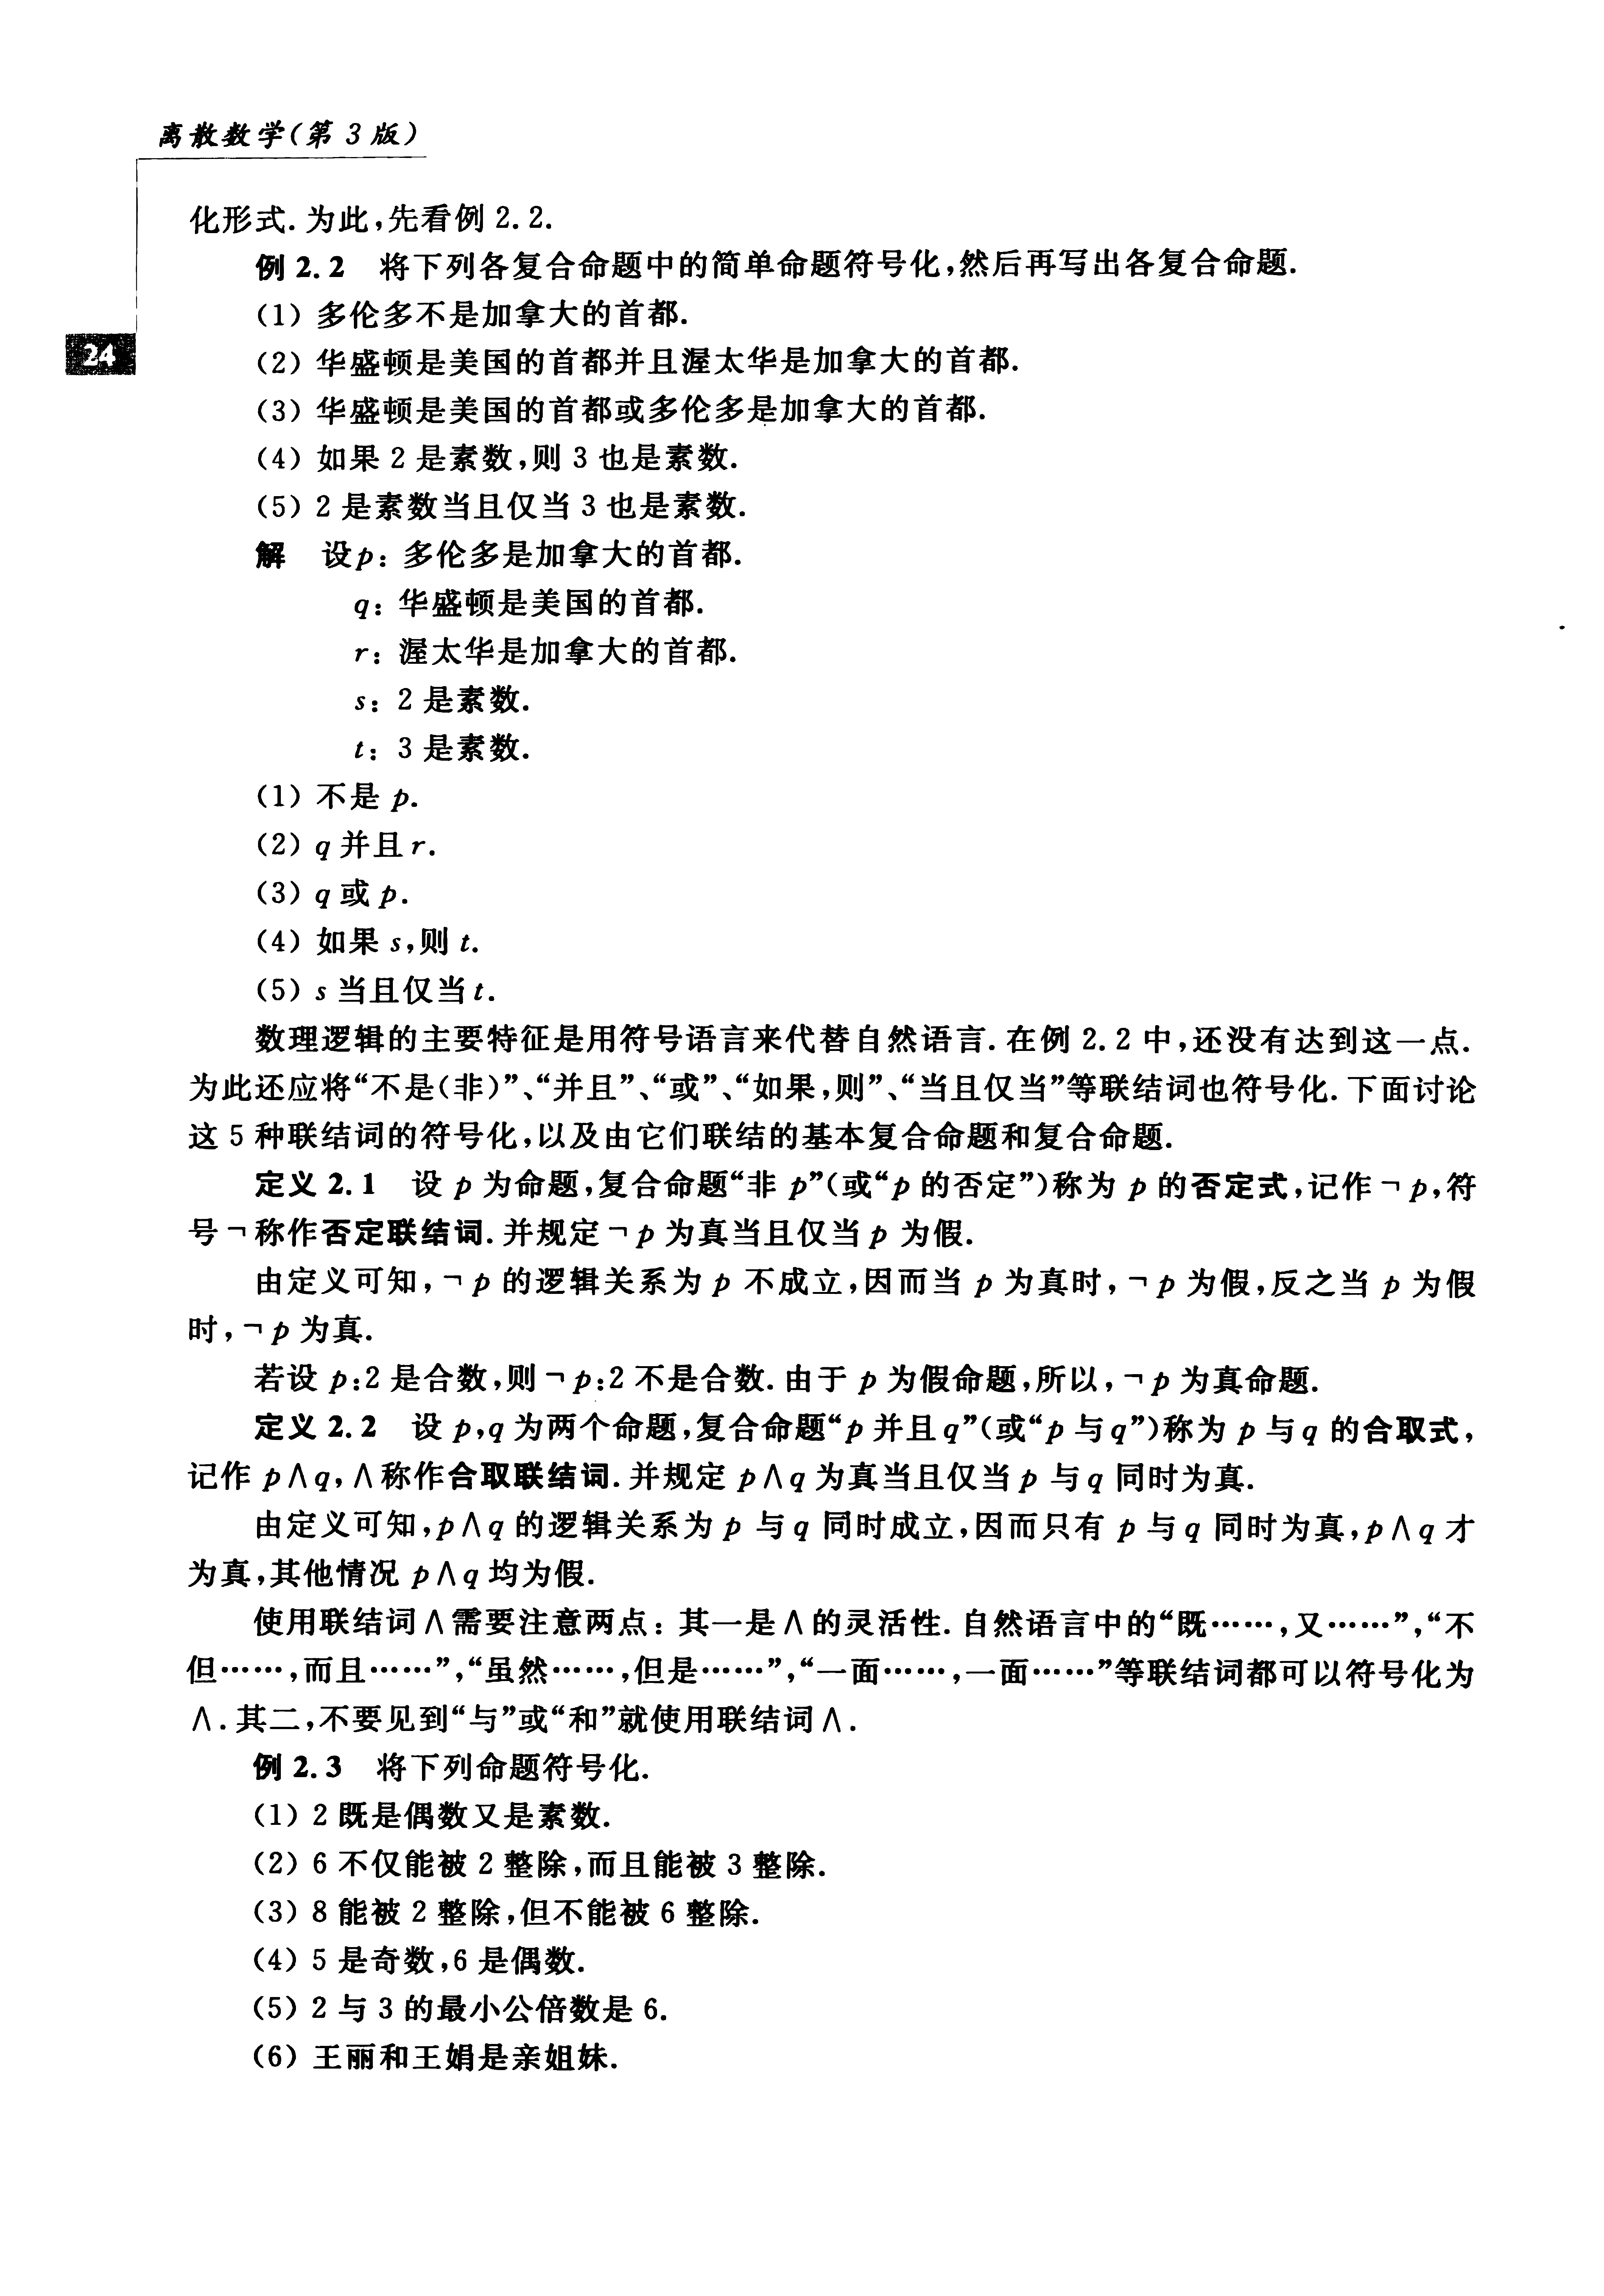 离散数学(第 3 版)
化形式.为此,先看例 2.2.
例 2.2 将下列各复合命题中的简单命题符号化,然后再写出各复合命题.
(1) 多伦多不是加拿大的首都.
24
(2) 华盛顿是美国的首都并且渥太华是加拿大的首都.
(3) 华盛顿是美国的首都或多伦多是加拿大的首都.
(4) 如果 2 是素数,则 3 也是素数.
(5) 2 是素数当且仅当 3 也是素数.
解 设 p: 多伦多是加拿大的首都.
q: 华盛顿是美国的首都.
r: 渥太华是加拿大的首都.
s: 2 是素数.
t: 3 是素数.
(1) 不是 p.
(2) q 并且 r.
(3) q 或 p.
(4) 如果 s,则 t.
(5) s 当且仅当 t.
数理逻辑的主要特征是用符号语言来代替自然语言.在例 2.2 中,还没有达到这一点.
为此还应将“不是(非)”、“并且”、“或”、“如果,则”、“当且仅当”等联结词也符号化.下面讨论
这 5 种联结词的符号化,以及由它们联结的基本复合命题和复合命题.
定义 2.1 设 p 为命题,复合命题“非 p”(或“p 的否定”)称为 p 的否定式,记作 ¬p,符
号 ¬ 称作否定联结词.并规定 ¬p 为真当且仅当 p 为假.
由定义可知,¬p 的逻辑关系为 p 不成立,因而当 p 为真时,¬p 为假,反之当 p 为假
时,¬p 为真.
若设 p:2 是合数,则 ¬p:2 不是合数.由于 p 为假命题,所以,¬p 为真命题.
定义 2.2 设 p,q 为两个命题,复合命题“p 并且 q”(或“p 与 q”)称为 p 与 q 的合取式,
记作 p∧q,∧称作合取联结词.并规定 p∧q 为真当且仅当 p 与 q 同时为真.
由定义可知,p∧q 的逻辑关系为 p 与 q 同时成立,因而只有 p 与 q 同时为真,p∧q 才
为真,其他情况 p∧q 均为假.
使用联结词∧需要注意两点: 其一是∧的灵活性.自然语言中的“既……,又……”,“不
但……,而且……”,“虽然……,但是……”,“一面……,一面……”等联结词都可以符号化为
∧.其二,不要见到“与”或“和”就使用联结词∧.
例 2.3 将下列命题符号化.
(1) 2 既是偶数又是素数.
(2) 6 不仅能被 2 整除,而且能被 3 整除.
(3) 8 能被 2 整除,但不能被 6 整除.
(4) 5 是奇数,6 是偶数.
(5) 2 与 3 的最小公倍数是 6.
(6) 王丽和王娟是亲姐妹.